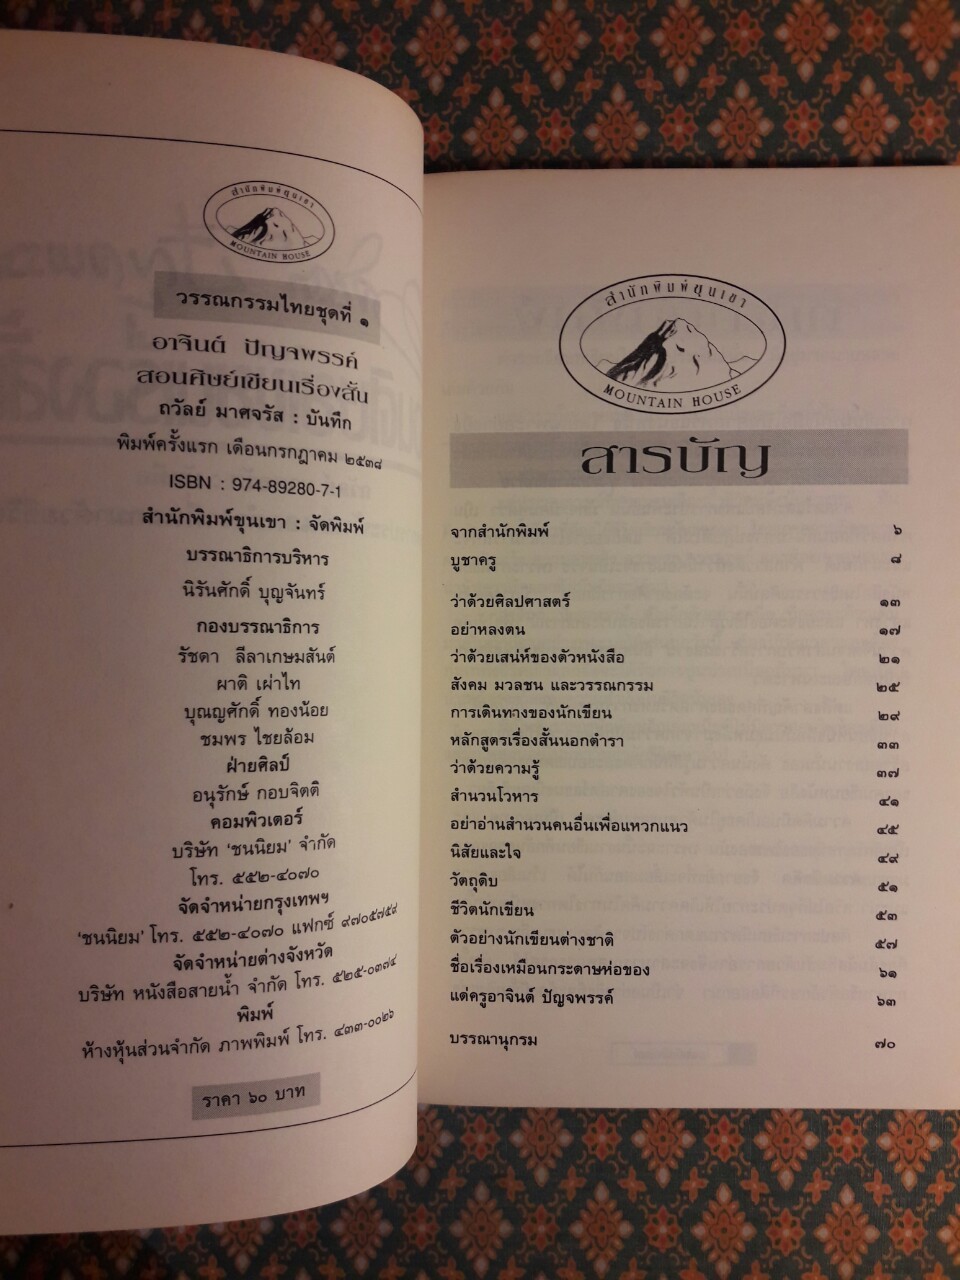 สำนักพิมพ์ขุนเขา
MOUNTAIN HOUSE
วรรณกรรมไทยชุดที่ ๑
อาจินต์ ปัญจพรรค์
สอนศิษย์เขียนเรื่องสั้น
ถวัลย์ มาศจรัส : บันทึก
พิมพ์ครั้งแรก เดือนกรกฎาคม ๒๕๓๘
ISBN : 974-89280-7-1
สำนักพิมพ์ขุนเขา : จัดพิมพ์
บรรณาธิการบริหาร
นิรันศักดิ์ บุญจันทร์
กองบรรณาธิการ
รัชดา ลีลาเกษมสันต์
ผาติ เผ่าไท
บุณญศักดิ์ ทองน้อย
ชมพร ไชยล้อม
ฝ่ายศิลป์
อนุรักษ์ กอบจิตติ
คอมพิวเตอร์
บริษัท ‘ชนนิยม’ จำกัด
โทร. ๕๕๒-๔๐๗๐
จัดจำหน่ายกรุงเทพฯ
‘ชนนิยม’ โทร. ๕๕๒-๔๐๗๐ แฟกซ์ ๙๗๐๕๗๕๙
จัดจำหน่ายต่างจังหวัด
บริษัท หนังสือสายน้ำ จำกัด โทร. ๕๒๕-๐๓๗๔
พิมพ์
ห้างหุ้นส่วนจำกัด ภาพพิมพ์ โทร. ๔๓๓-๐๐๒๖
ราคา ๖๐ บาท
สำนักพิมพ์ขุนเขา
MOUNTAIN HOUSE
สารบัญ
จากสำนักพิมพ์ ๖
บูชาครู ๘
ว่าด้วยศิลปศาสตร์ ๑๓
อย่าหลงตน ๑๗
ว่าด้วยเสน่ห์ของตัวหนังสือ ๒๑
สังคม มวลชน และวรรณกรรม ๒๕
การเดินทางของนักเขียน ๒๙
หลักสูตรเรื่องสั้นนอกตำรา ๓๓
ว่าด้วยความรู้ ๓๗
สำนวนโวหาร ๔๑
อย่าอ่านสำนวนคนอื่นเพื่อแหวกแนว ๔๕
นิสัยและใจ ๔๙
วัตถุดิบ ๕๑
ชีวิตนักเขียน ๕๓
ตัวอย่างนักเขียนต่างชาติ ๕๗
ชื่อเรื่องเหมือนกระดาษห่อของ ๖๑
แด่ครูอาจินต์ ปัญจพรรค์ ๖๓
บรรณานุกรม ๗๐